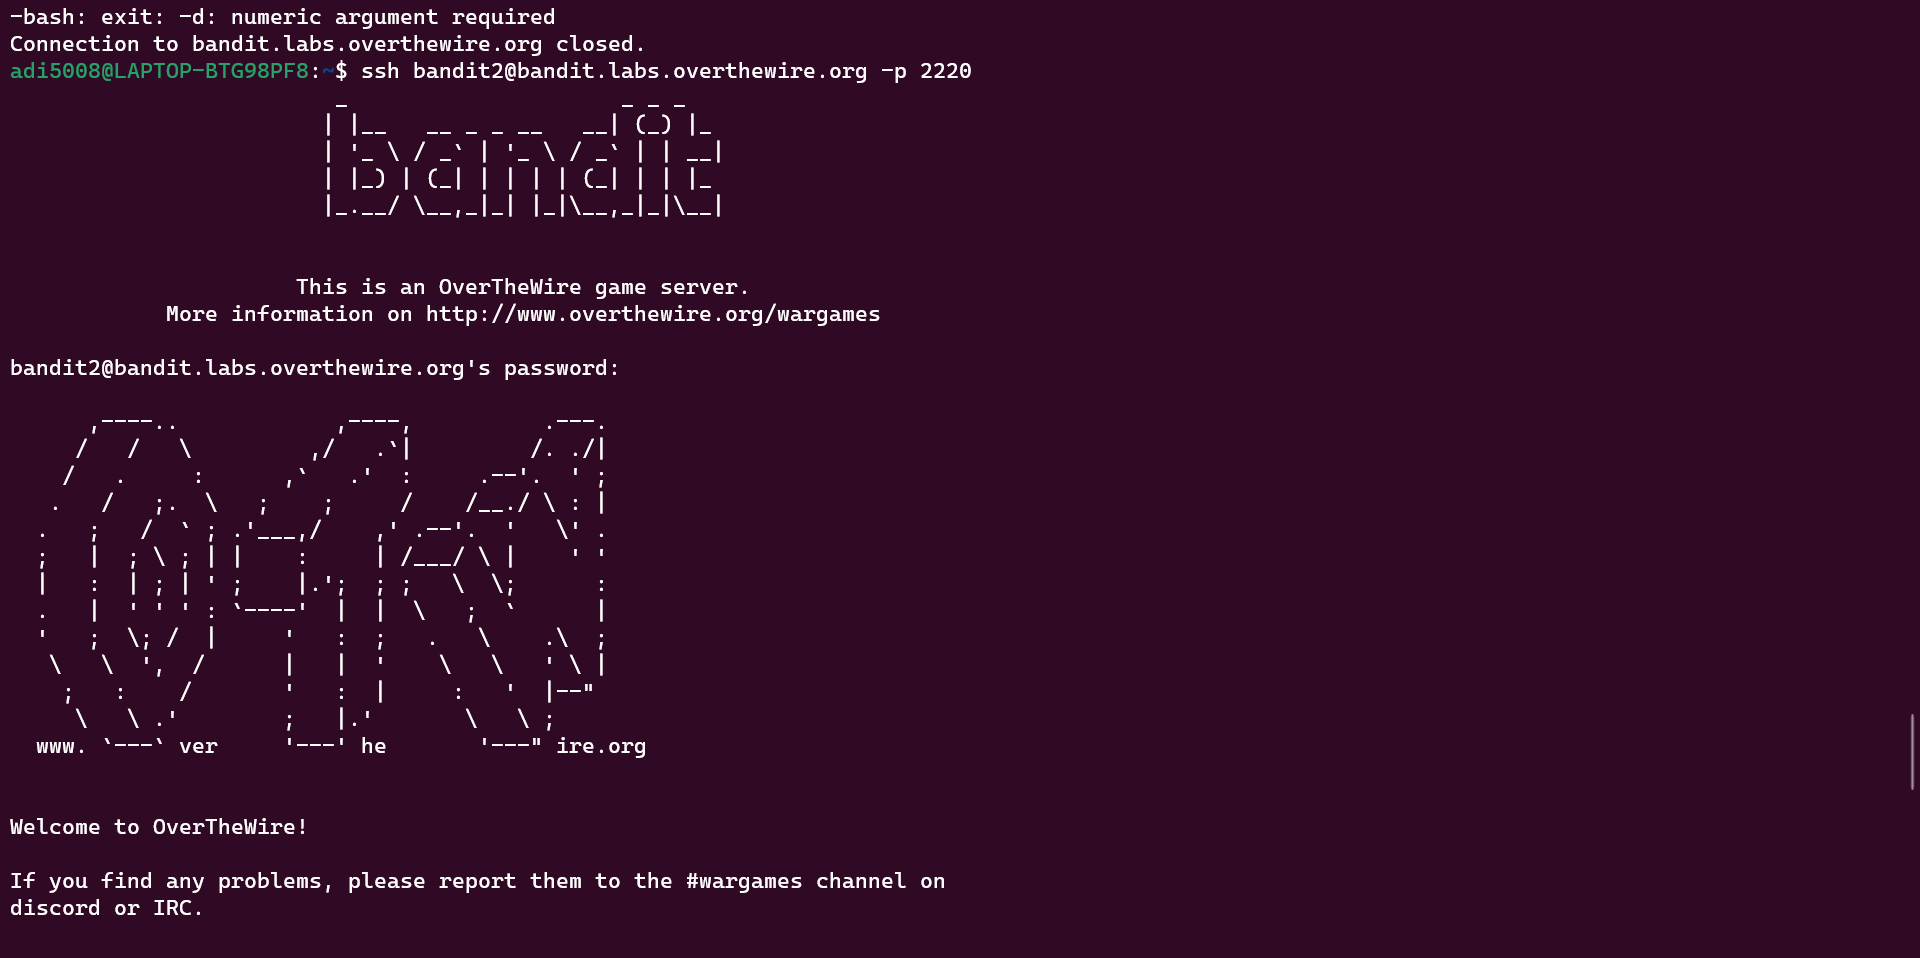 -bash: exit: -d: numeric argument required
Connection to bandit.labs.overthewire.org closed.
adi5008@LAPTOP-BTG98PF8:~$ ssh bandit2@bandit.labs.overthewire.org -p 2220
bandit
This is an OverTheWire game server.
More information on http://www.overthewire.org/wargames
bandit2@bandit.labs.overthewire.org's password:
www. ver he ire.org
Welcome to OverTheWire!
If you find any problems, please report them to the #wargames channel on
discord or IRC.